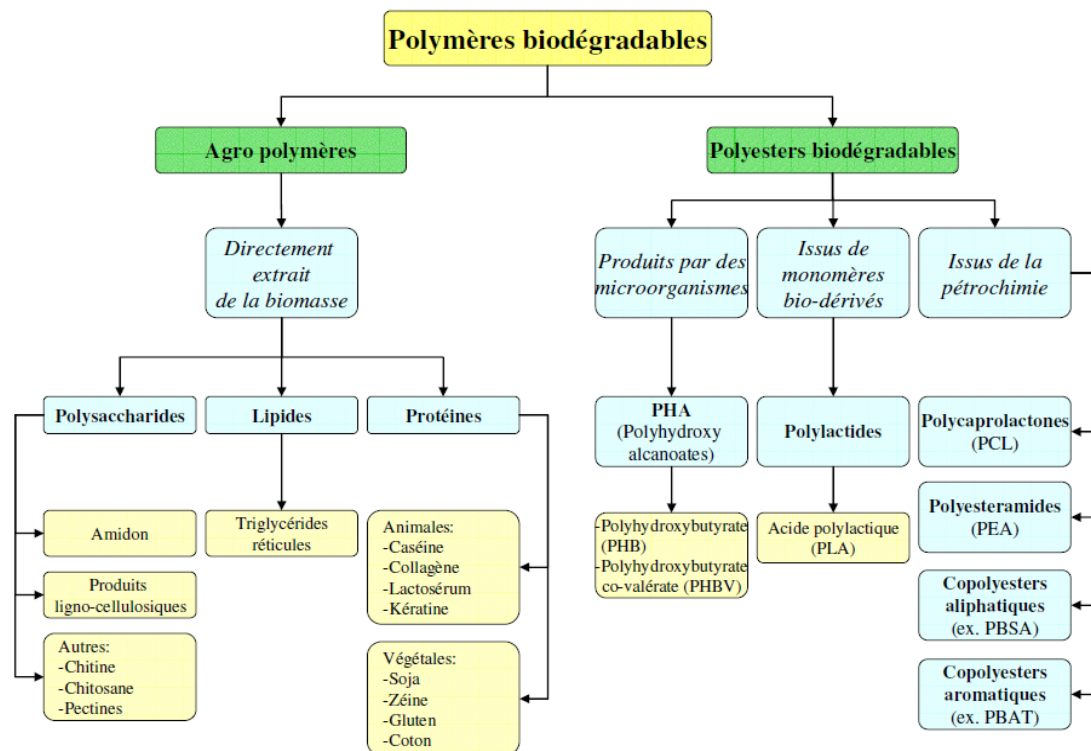 Polymères biodégradables
Agro polymères
Polyesters biodégradables
Directement
extrait
de la biomasse
Produits par des
microorganismes
Issus de
monomères
bio-dérivés
Issus de la
pétrochimie
Polysaccharides
Lipides
Protéines
PHA
(Polyhydroxy
alcanoates)
Polylactides
Polycaprolactones
(PCL)
Amidon
Triglycérides
réticules
Animales:
-Caséine
-Collagène
-Lactosérum
-Kératine
-Polyhydroxybutyrate
(PHB)
-Polyhydroxybutyrate
co-valérate (PHBV)
Acide polylactique
(PLA)
Polyesteramides
(PEA)
Produits
ligno-cellulosiques
Autres:
-Chitine
-Chitosane
-Pectines
Végétales:
-Soja
-Zéine
-Gluten
-Coton
Copolyesters
aliphatiques
(ex. PBSA)
Copolyesters
aromatiques
(ex. PBAT)